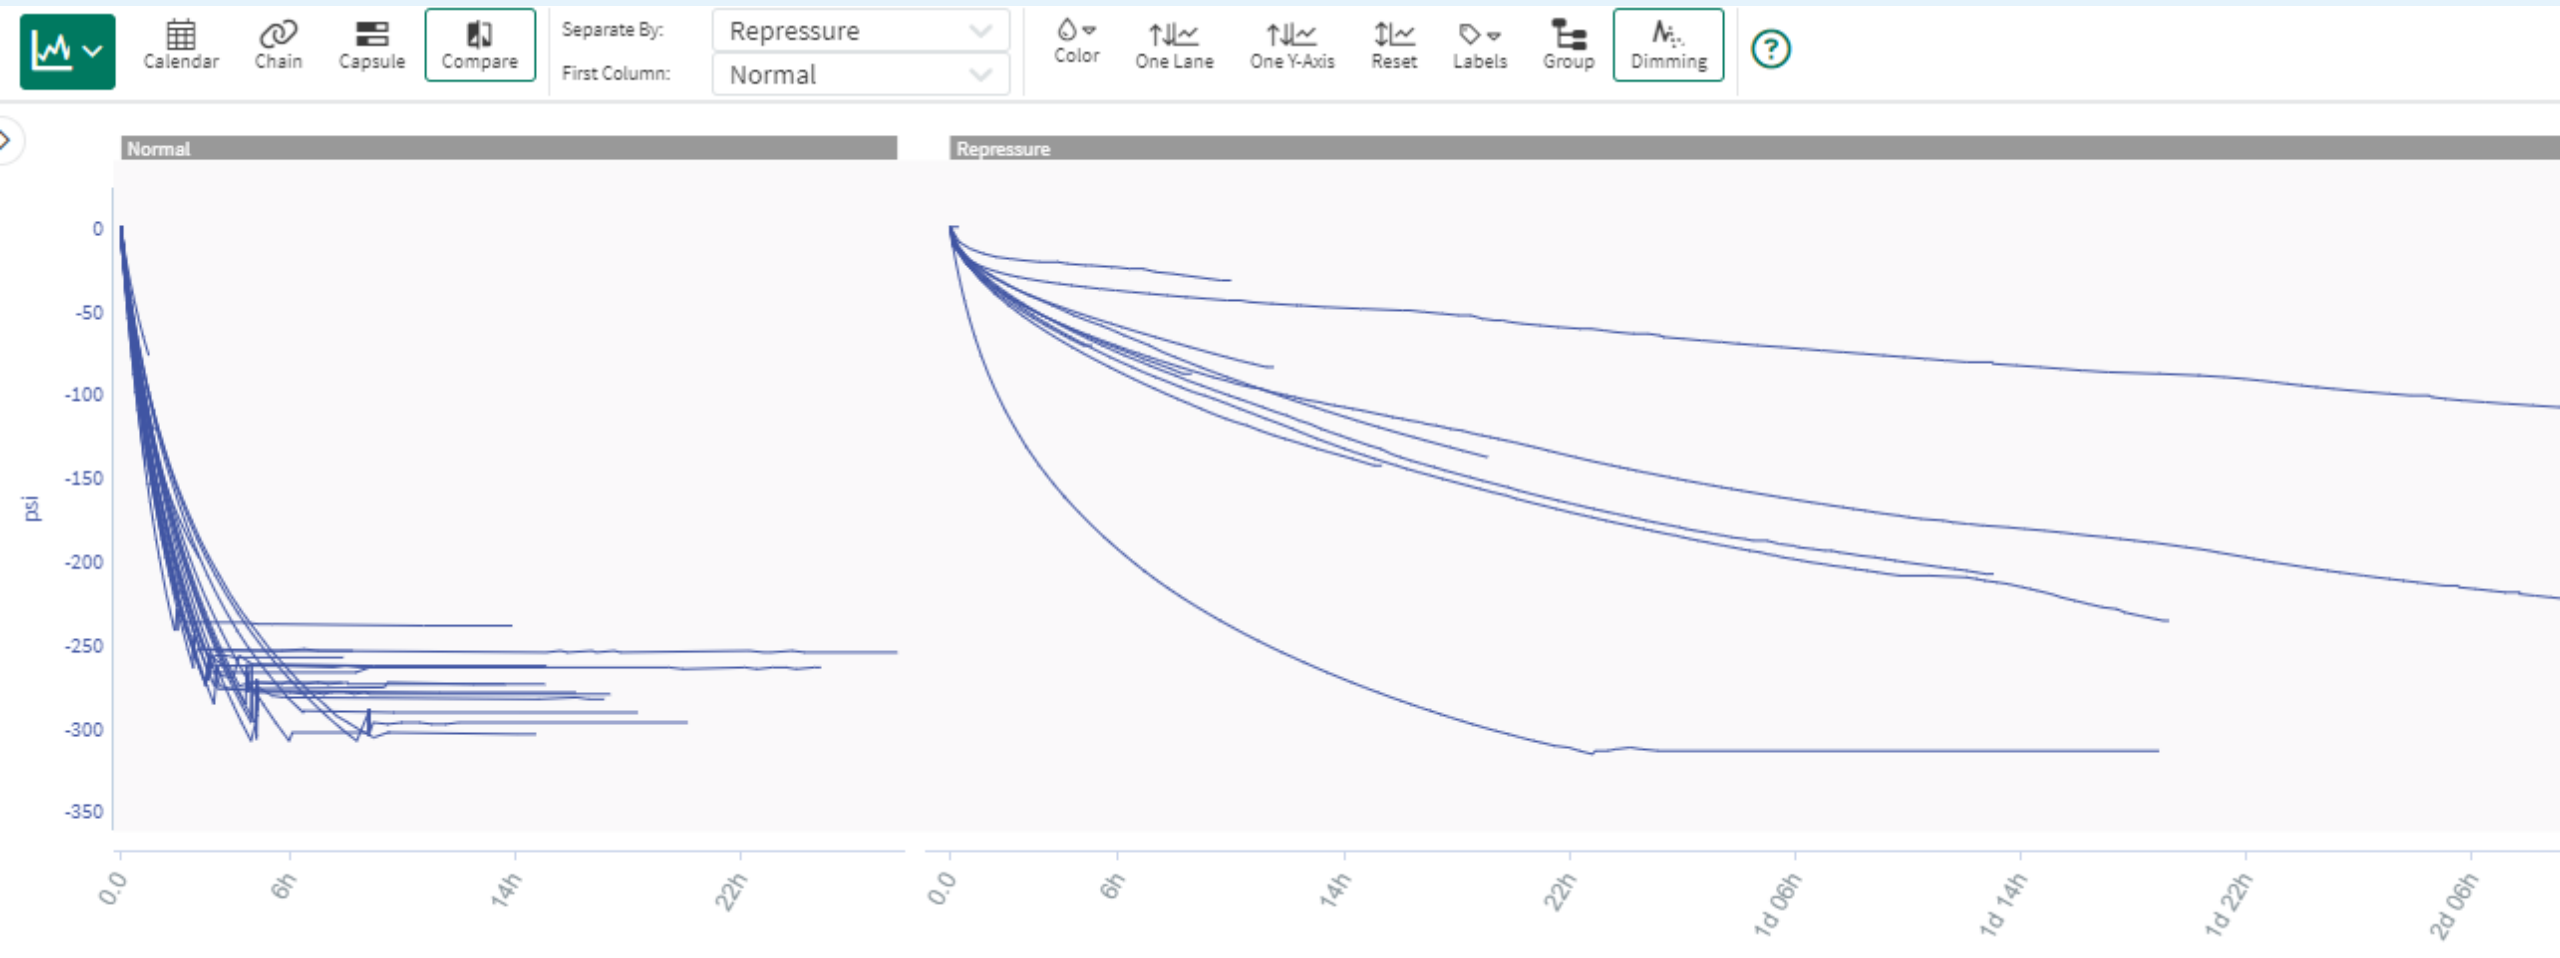 Calendar
Chain
Capsule
Compare
Separate By:
Repressure
First Column:
Normal
Color
One Lane
One Y-Axis
Reset
Labels
Group
Dimming
?
Normal
Repressure
psi
0
-50
-100
-150
-200
-250
-300
-350
0.0
6h
14h
22h
0.0
6h
14h
22h
1d 06h
1d 14h
1d 22h
2d 06h